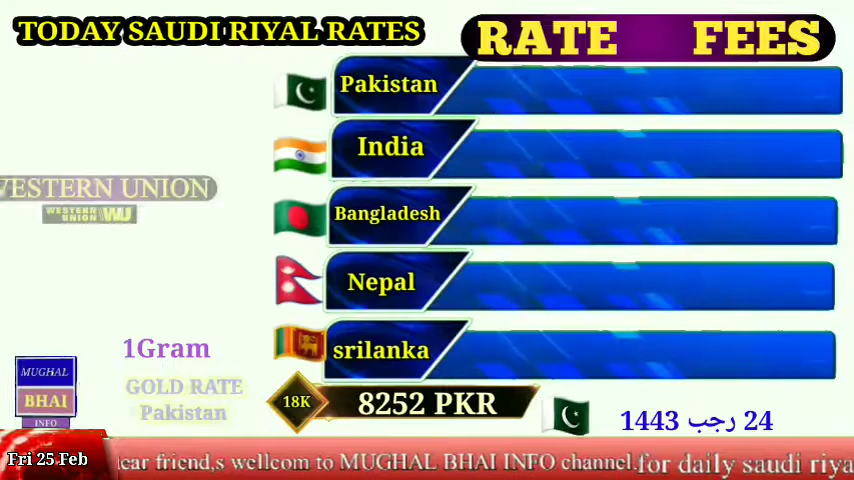 TODAY SAUDI RIYAL RATES
RATE FEES
Pakistan
India
WESTERN UNION
WESTERN
UNION WU
Bangladesh
Nepal
1Gram
srilanka
MUGHAL
BHAI
INFO
GOLD RATE
Pakistan
18K
8252 PKR
24 رجب 1443
Fri 25 Feb
ear friend,s wellcom to MUGHAL BHAI INFO channel.for daily saudi riya